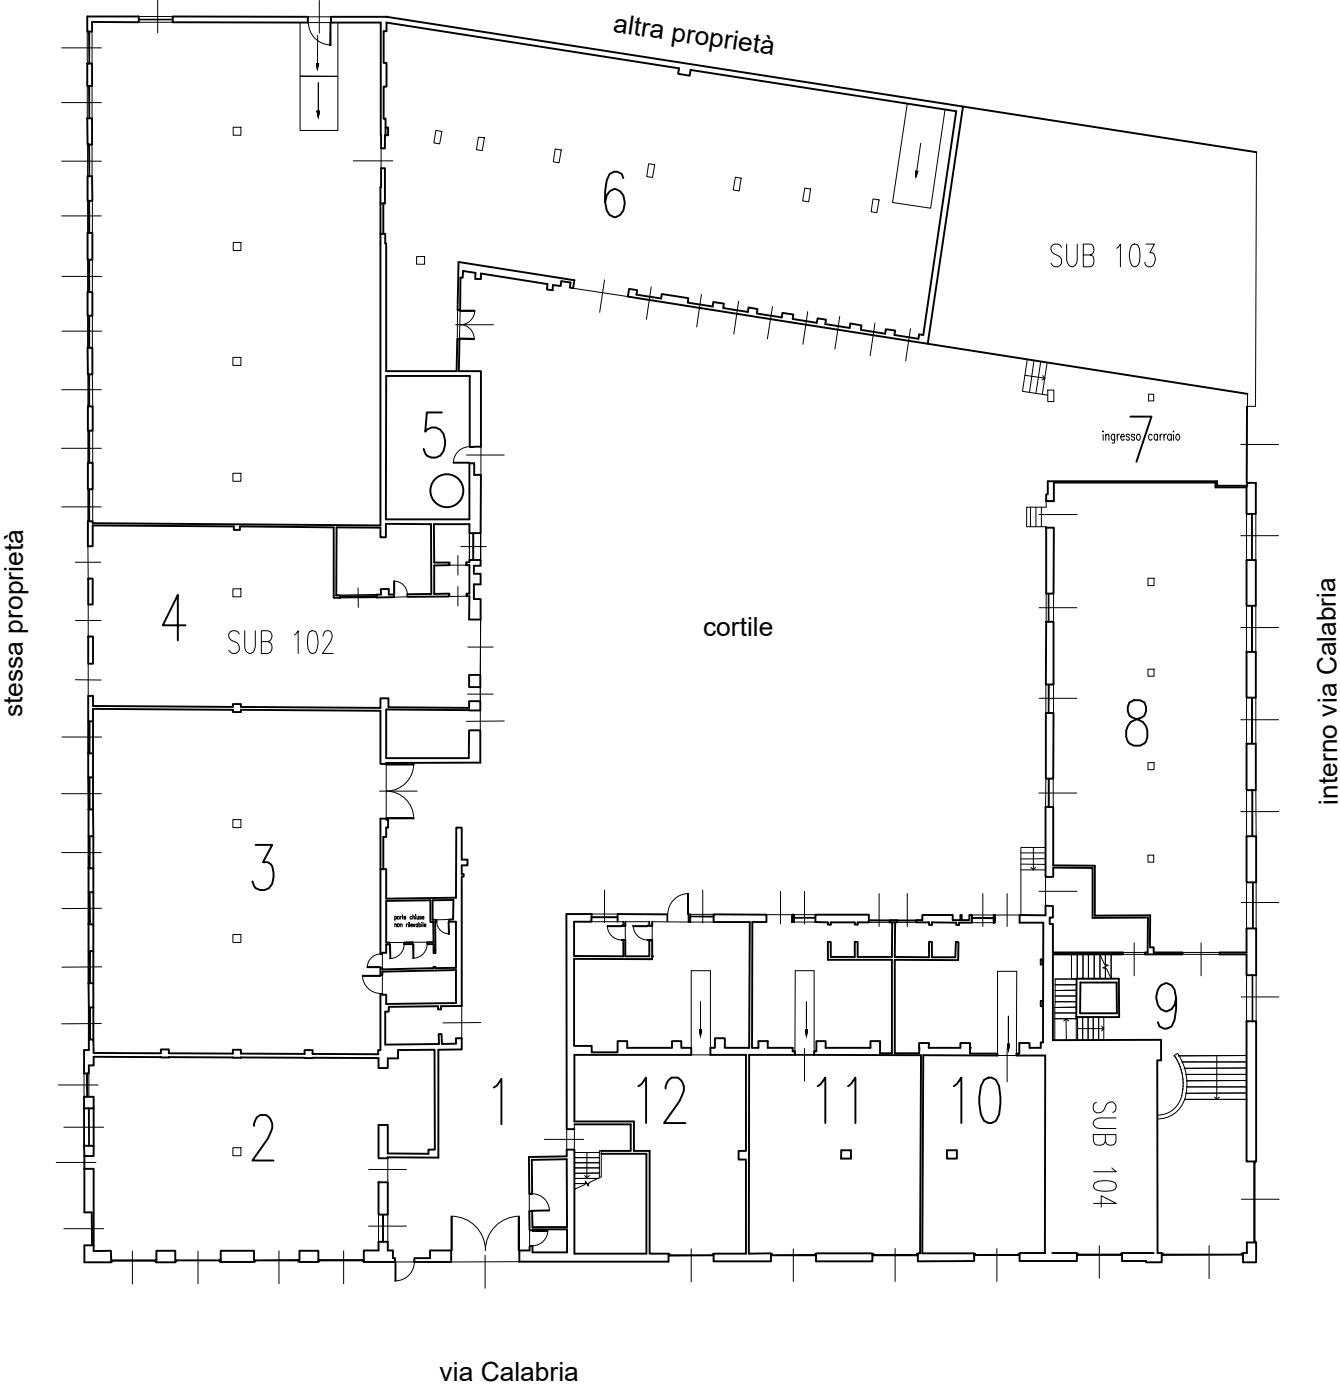 altra proprietà
6
SUB 103
5
7
ingresso carraio
stessa proprietà
4
SUB 102
cortile
interno via Calabria
8
3
porte chiuse
non rilevabile
9
1
12
11
10
2
SUB 104
via Calabria